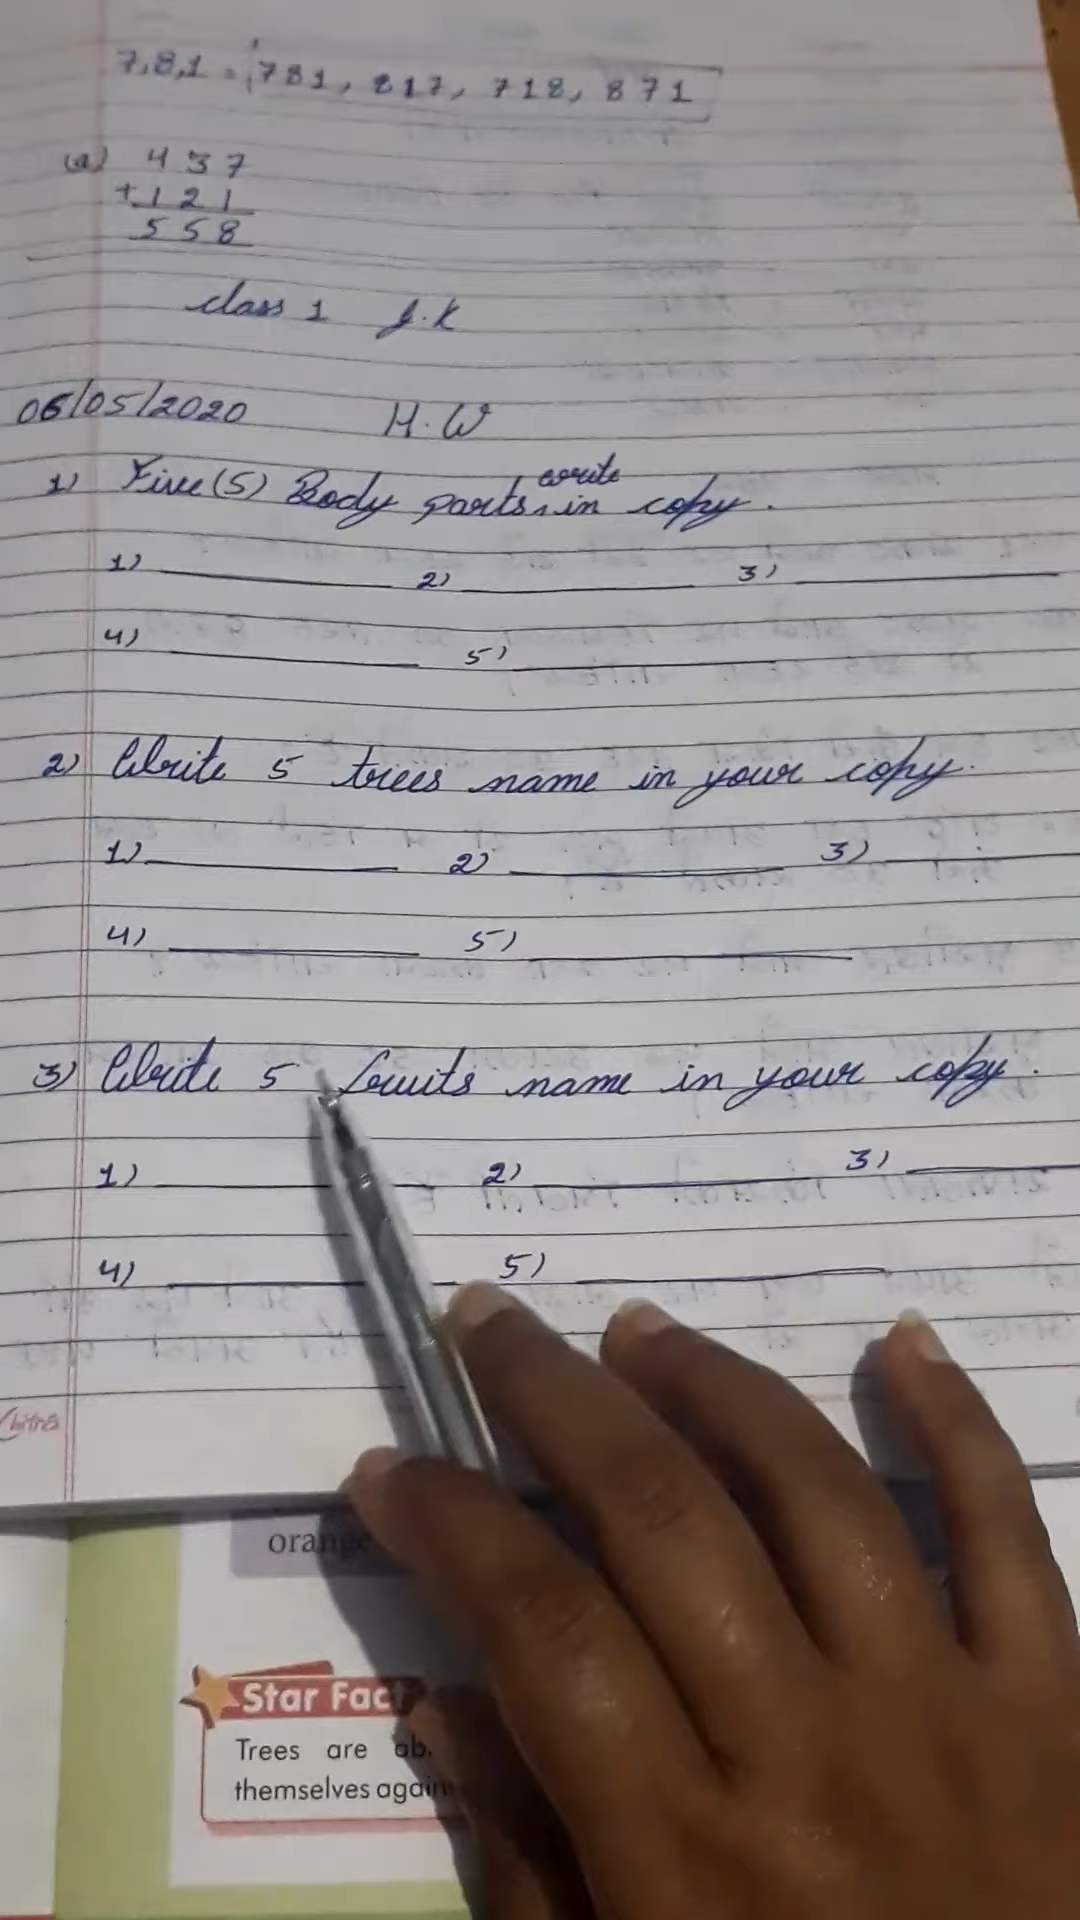 7,8,1 = 781, 817, 718, 871
(a) 437
+121
558
class 1 G.K
06/05/2020 H.W
1) Five (5) Body parts write in copy.
1) 2) 3)
4) 5)
2) Write 5 trees name in your copy.
1) 2) 3)
4) 5)
3) Write 5 fruits name in your copy.
1) 2) 3)
4) 5)
orange
Star Fact
Trees are
themselves